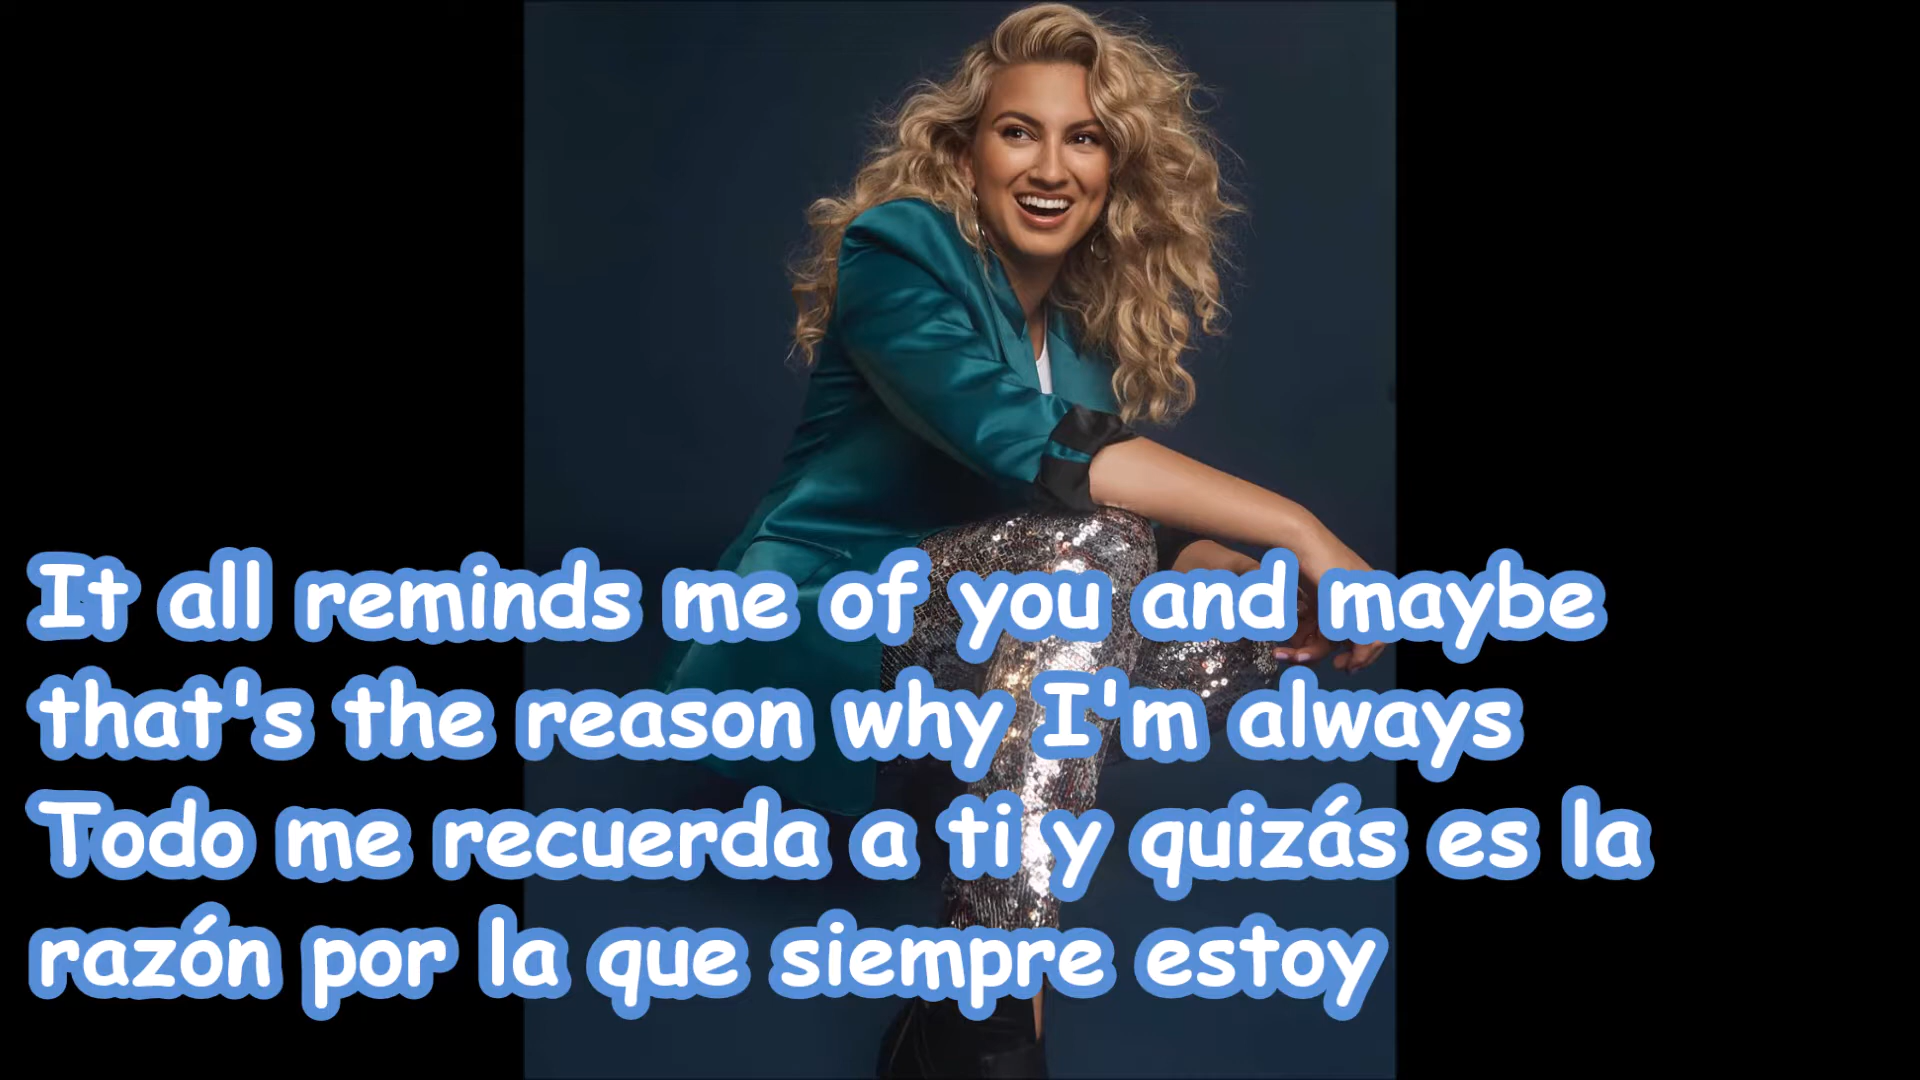 It all reminds me of you and maybe
that's the reason why I'm always
Todo me recuerda a ti y quizás es la
razón por la que siempre estoy